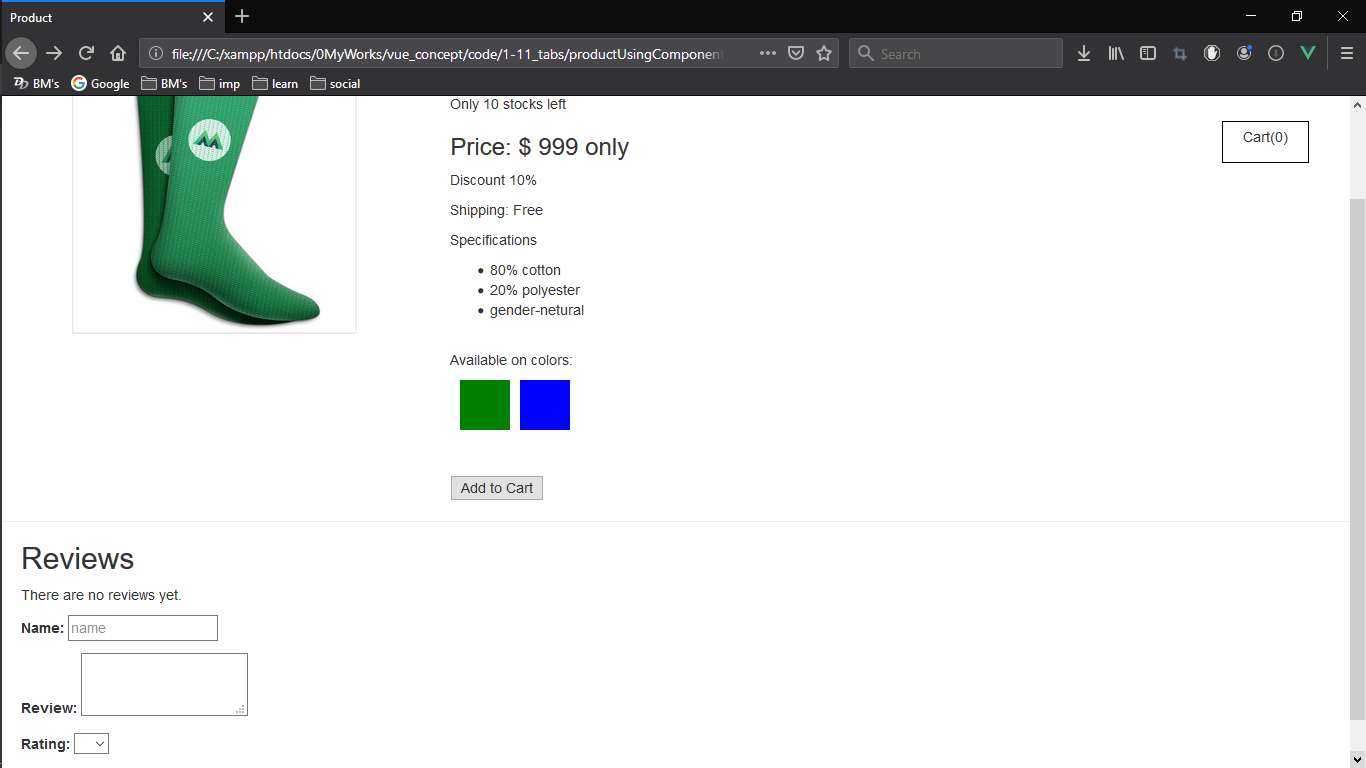 Product
file:///C:/xampp/htdocs/0MyWorks/vue_concept/code/1-11_tabs/productUsingComponent
Search
BM's Google BM's imp learn social
Only 10 stocks left
Cart(0)
Price: $ 999 only
Discount 10%
Shipping: Free
Specifications
80% cotton
20% polyester
gender-netural
Available on colors:
Add to Cart
Reviews
There are no reviews yet.
Name: name
Review:
Rating: